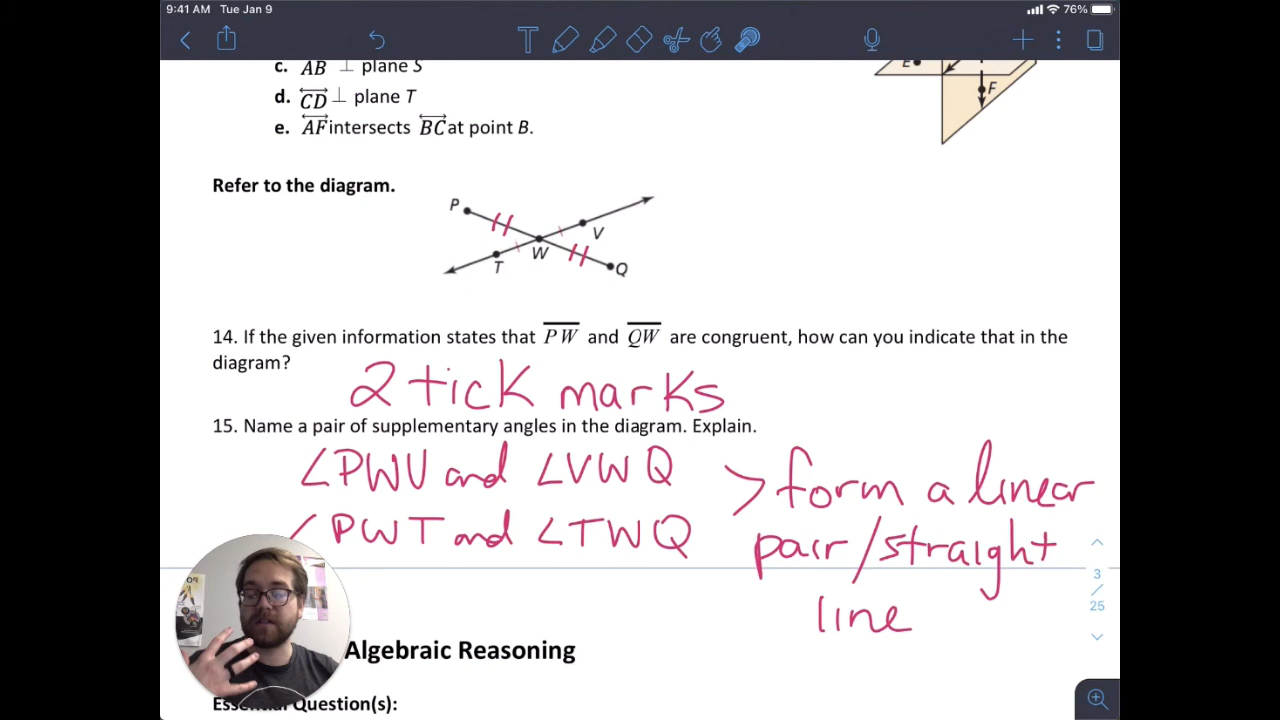 9:41 AM Tue Jan 9
76%
c. AB ⊥ plane S
E
d. CD ⊥ plane T
F
e. AF intersects BC at point B.
Refer to the diagram.
P
V
W
T
Q
14. If the given information states that PW and QW are congruent, how can you indicate that in the
diagram?
2 tick marks
15. Name a pair of supplementary angles in the diagram. Explain.
∠PWV and ∠VWQ > form a linear
∠PWT and ∠TWQ pair/straight
line
3
/
25
Algebraic Reasoning
Essential Question(s):